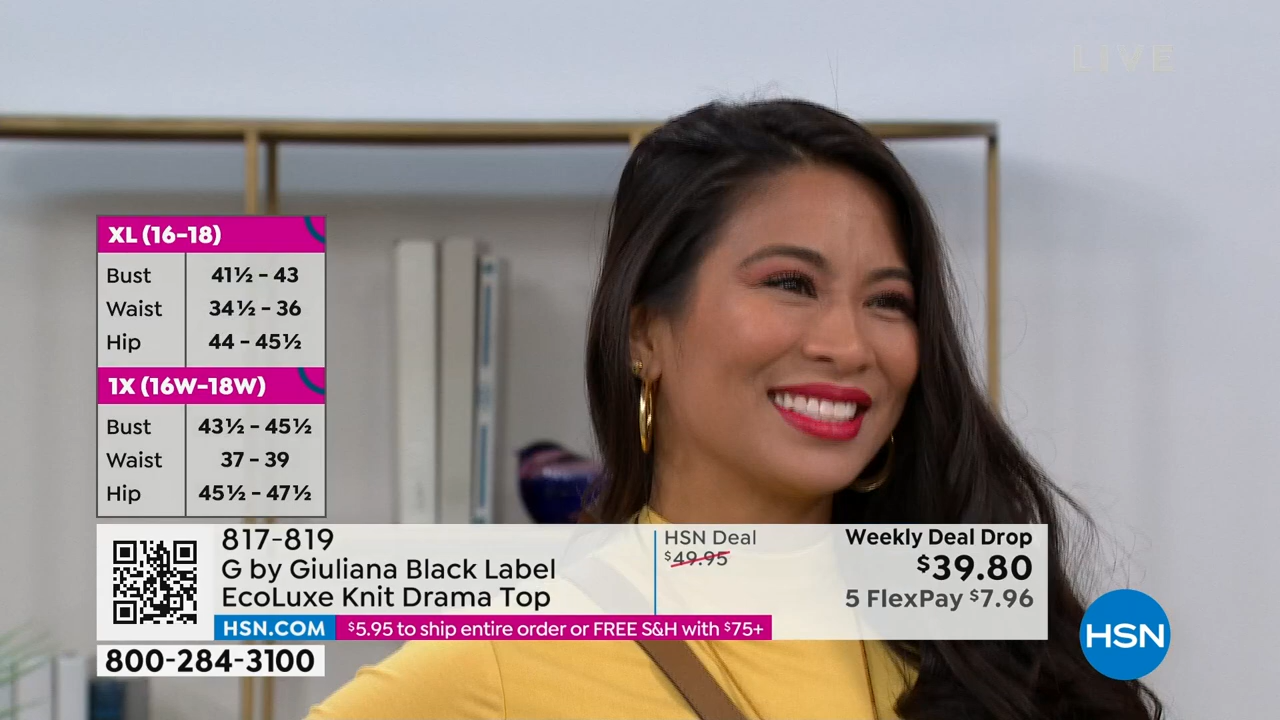 LIVE
XL (16-18)
Bust 41½ - 43
Waist 34½ - 36
Hip 44 - 45½
1X (16W-18W)
Bust 43½ - 45½
Waist 37 - 39
Hip 45½ - 47½
817-819
G by Giuliana Black Label
EcoLuxe Knit Drama Top
HSN Deal
$49.95
Weekly Deal Drop
$39.80
5 FlexPay $7.96
HSN.COM $5.95 to ship entire order or FREE S&H with $75+
800-284-3100
HSN